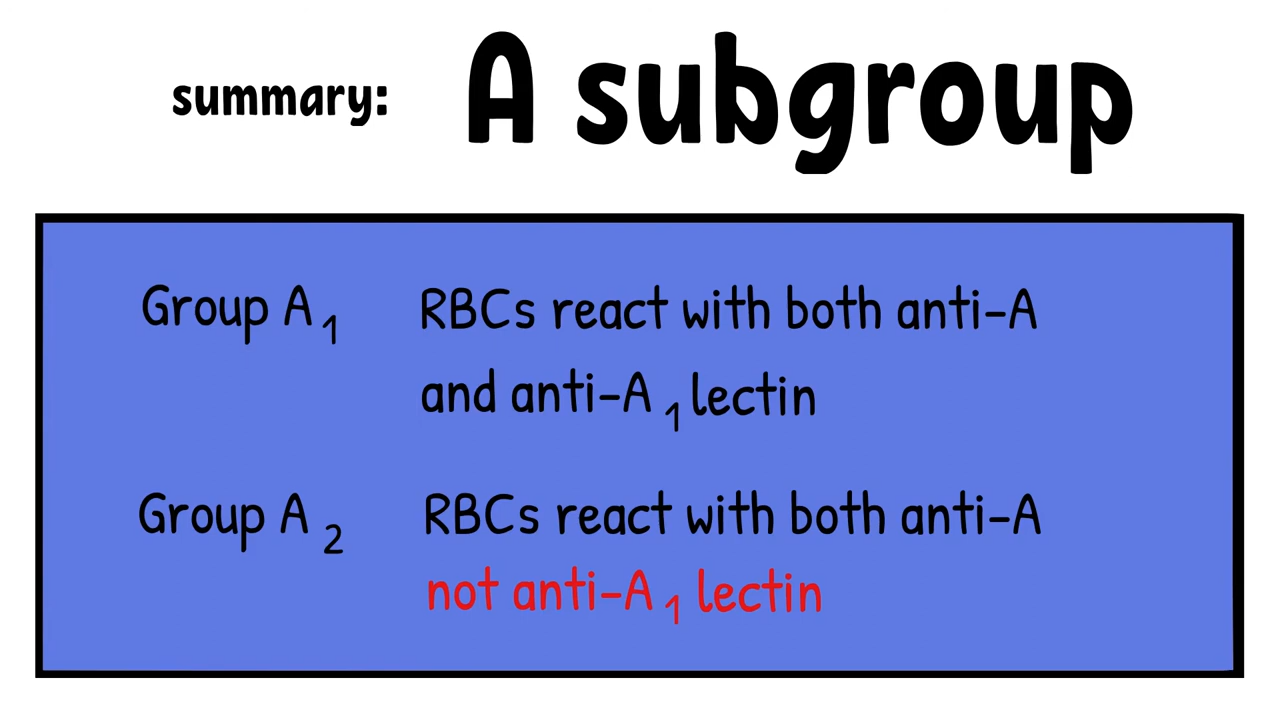 summary: A subgroup
Group A₁ RBCs react with both anti-A
and anti-A₁ lectin
Group A₂ RBCs react with both anti-A
not anti-A₁ lectin